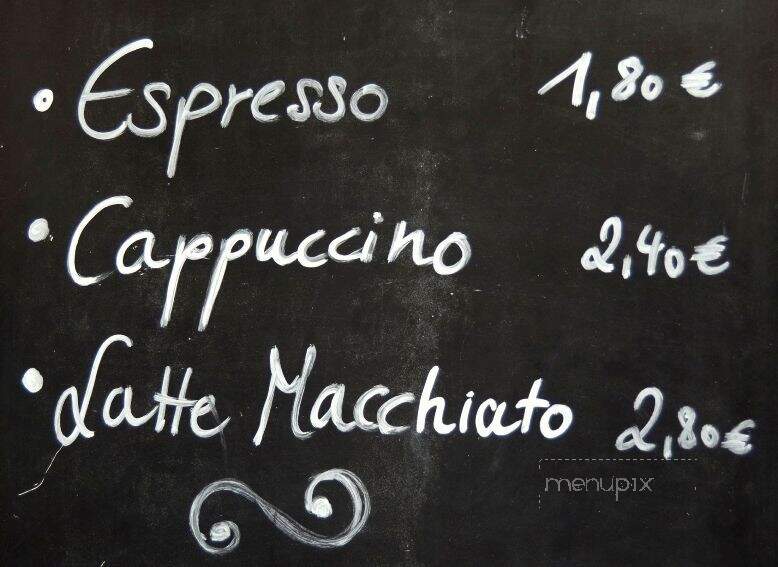 • Espresso 1,80 €
• Cappuccino 2,40 €
• Latte Macchiato 2,80 €
menupix